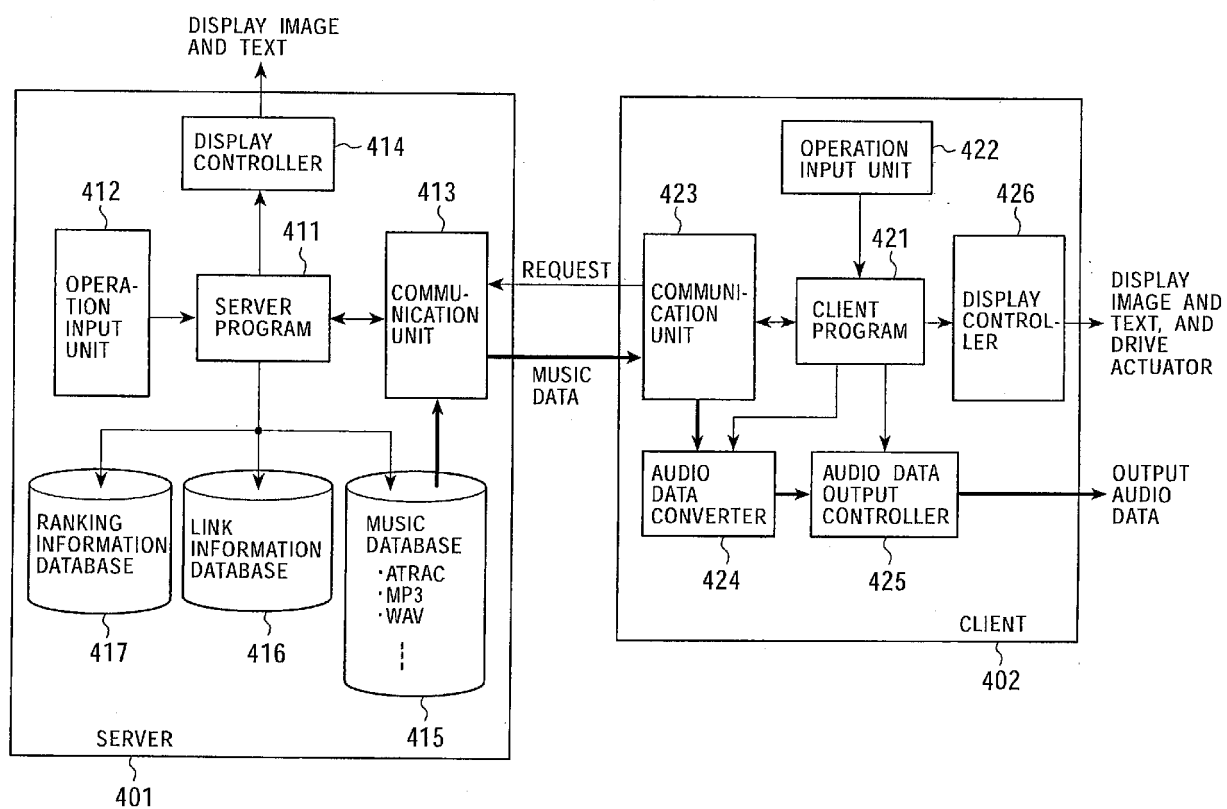 DISPLAY IMAGE
AND TEXT
DISPLAY
CONTROLLER
414
412
413
411
OPERA-
TION
INPUT
UNIT
SERVER
PROGRAM
COMMU-
NICATION
UNIT
REQUEST
MUSIC
DATA
RANKING
INFORMATION
DATABASE
LINK
INFORMATION
DATABASE
MUSIC
DATABASE
·ATRAC
·MP3
·WAV
417
416
415
SERVER
401
OPERATION
INPUT UNIT
422
423
421
426
COMMUNI-
CATION
UNIT
CLIENT
PROGRAM
DISPLAY
CONTROL-
LER
DISPLAY
IMAGE AND
TEXT, AND
DRIVE
ACTUATOR
AUDIO
DATA
CONVERTER
AUDIO DATA
OUTPUT
CONTROLLER
OUTPUT
AUDIO
DATA
424
425
CLIENT
402